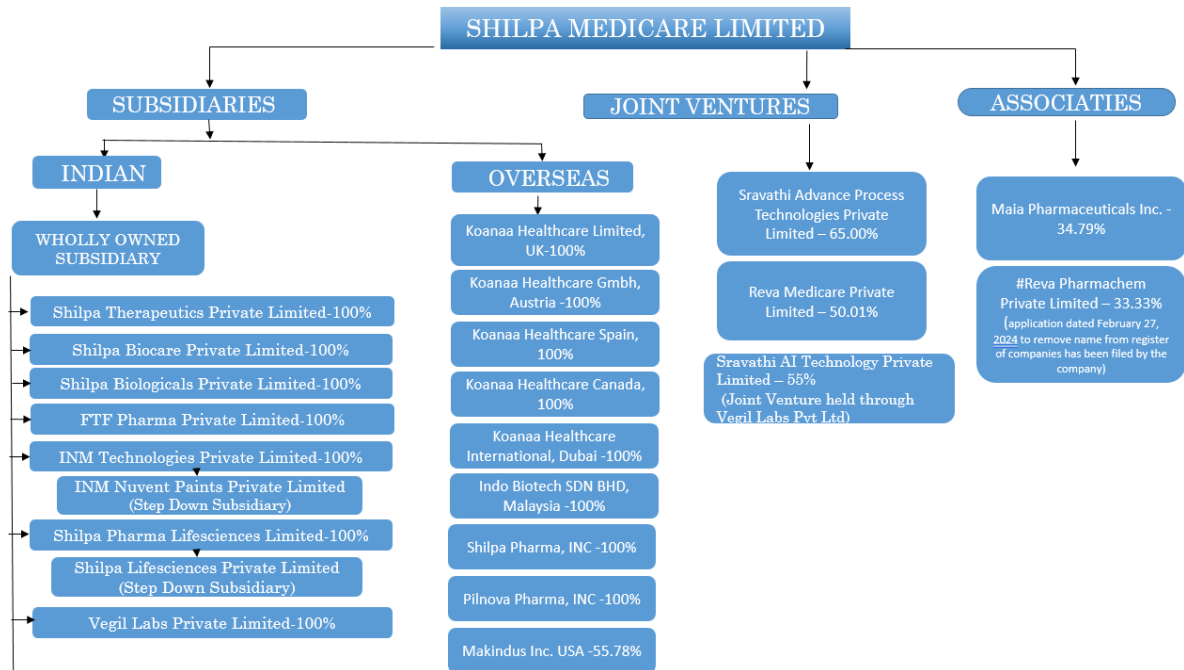 SHILPA MEDICARE LIMITED
SUBSIDIARIES
JOINT VENTURES
ASSOCIATIES
INDIAN
OVERSEAS
WHOLLY OWNED
SUBSIDIARY
Shilpa Therapeutics Private Limited-100%
Shilpa Biocare Private Limited-100%
Shilpa Biologicals Private Limited-100%
FTF Pharma Private Limited-100%
INM Technologies Private Limited-100%
INM Nuvent Paints Private Limited
(Step Down Subsidiary)
Shilpa Pharma Lifesciences Limited-100%
Shilpa Lifesciences Private Limited
(Step Down Subsidiary)
Vegil Labs Private Limited-100%
Koanaa Healthcare Limited,
UK-100%
Koanaa Healthcare Gmbh,
Austria -100%
Koanaa Healthcare Spain,
100%
Koanaa Healthcare Canada,
100%
Koanaa Healthcare
International, Dubai -100%
Indo Biotech SDN BHD,
Malaysia -100%
Shilpa Pharma, INC -100%
Pilnova Pharma, INC -100%
Makindus Inc. USA -55.78%
Sravathi Advance Process
Technologies Private
Limited – 65.00%
Reva Medicare Private
Limited – 50.01%
Sravathi AI Technology Private
Limited – 55%
(Joint Venture held through
Vegil Labs Pvt Ltd)
Maia Pharmaceuticals Inc. -
34.79%
#Reva Pharmachem
Private Limited – 33.33%
(application dated February 27,
2024 to remove name from register
of companies has been filed by the
company)